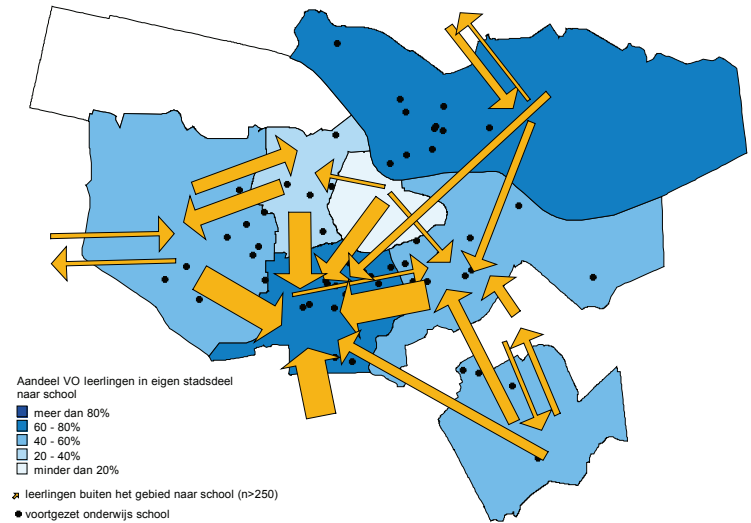 Aandeel VO leerlingen in eigen stadsdeel
naar school
meer dan 80%
60 - 80%
40 - 60%
20 - 40%
minder dan 20%
leerlingen buiten het gebied naar school (n>250)
voortgezet onderwijs school